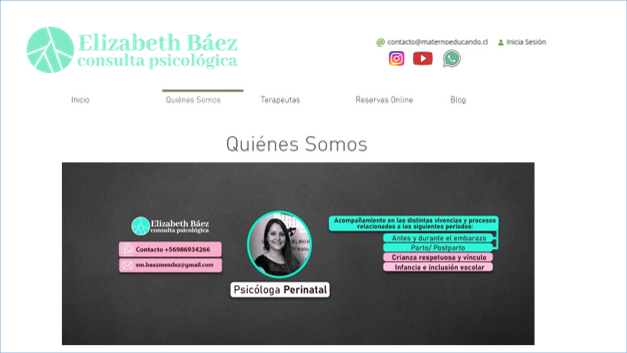 Elizabeth Báez
consulta psicológica
contacto@maternoeducando.cl
Inicia Sesión
Inicio
Quiénes Somos
Terapeutas
Reservas Online
Blog
Quiénes Somos
Elizabeth Báez
consulta psicológica
Contacto +56986934266
em.baezmendez@gmail.com
Psicóloga Perinatal
Acompañamiento en las distintas vivencias y procesos
relacionados a los siguientes periodos:
Antes y durante el embarazo
Parto/ Postparto
Crianza respetuosa y vínculo
Infancia e inclusión escolar